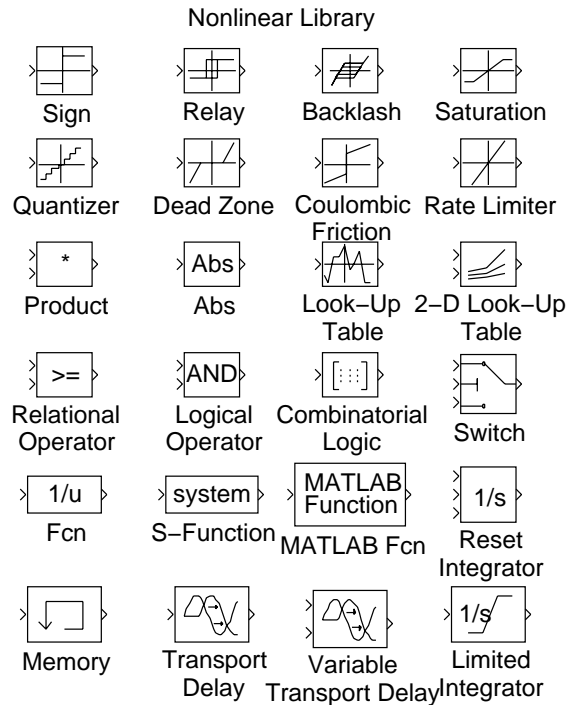 Nonlinear Library
Sign
Relay
Backlash
Saturation
Quantizer
Dead Zone
Coulombic
Friction
Rate Limiter
*
Product
Abs
Abs
Look−Up
Table
2−D Look−Up
Table
>=
Relational
Operator
AND
Logical
Operator
Combinatorial
Logic
Switch
1/u
Fcn
system
S−Function
MATLAB
Function
MATLAB Fcn
1/s
Reset
Integrator
Memory
Transport
Delay
Variable
Transport Delay
1/s
Limited
Integrator